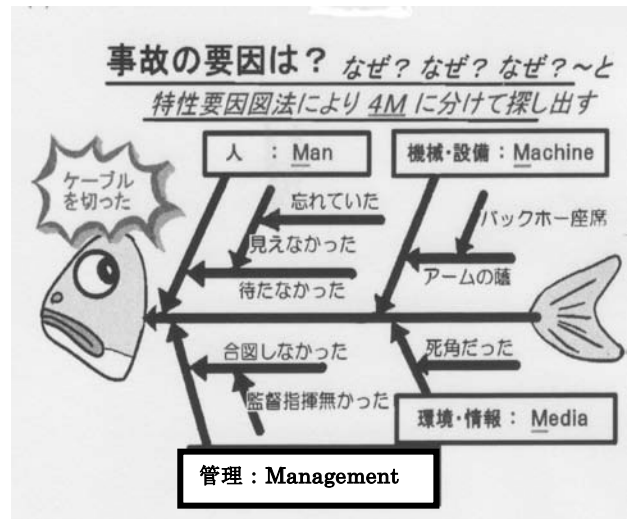 事故の要因は? なぜ? なぜ? なぜ?～と
特性要因図法により 4M に分けて探し出す
人 : Man
機械・設備 : Machine
ケーブル
を切った
忘れていた
見えなかった
待たなかった
バックホー座席
アームの蔭
合図しなかった
監督指揮無かった
死角だった
環境・情報 : Media
管理 : Management